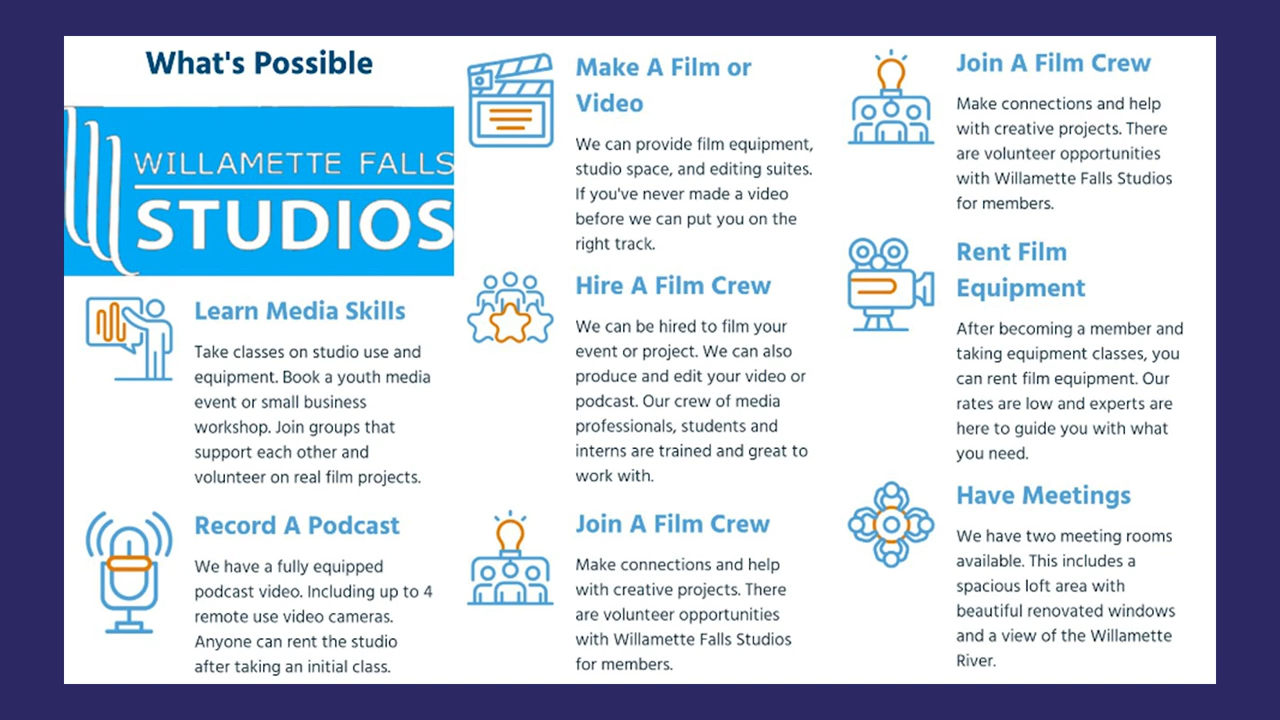 What's Possible
WILLAMETTE FALLS
STUDIOS
Learn Media Skills
Take classes on studio use and
equipment. Book a youth media
event or small business
workshop. Join groups that
support each other and
volunteer on real film projects.
Record A Podcast
We have a fully equipped
podcast video. Including up to 4
remote use video cameras.
Anyone can rent the studio
after taking an initial class.
Make A Film or
Video
We can provide film equipment,
studio space, and editing suites.
If you've never made a video
before we can put you on the
right track.
Hire A Film Crew
We can be hired to film your
event or project. We can also
produce and edit your video or
podcast. Our crew of media
professionals, students and
interns are trained and great to
work with.
Join A Film Crew
Make connections and help
with creative projects. There
are volunteer opportunities
with Willamette Falls Studios
for members.
Join A Film Crew
Make connections and help
with creative projects. There
are volunteer opportunities
with Willamette Falls Studios
for members.
Rent Film
Equipment
After becoming a member and
taking equipment classes, you
can rent film equipment. Our
rates are low and experts are
here to guide you with what
you need.
Have Meetings
We have two meeting rooms
available. This includes a
spacious loft area with
beautiful renovated windows
and a view of the Willamette
River.